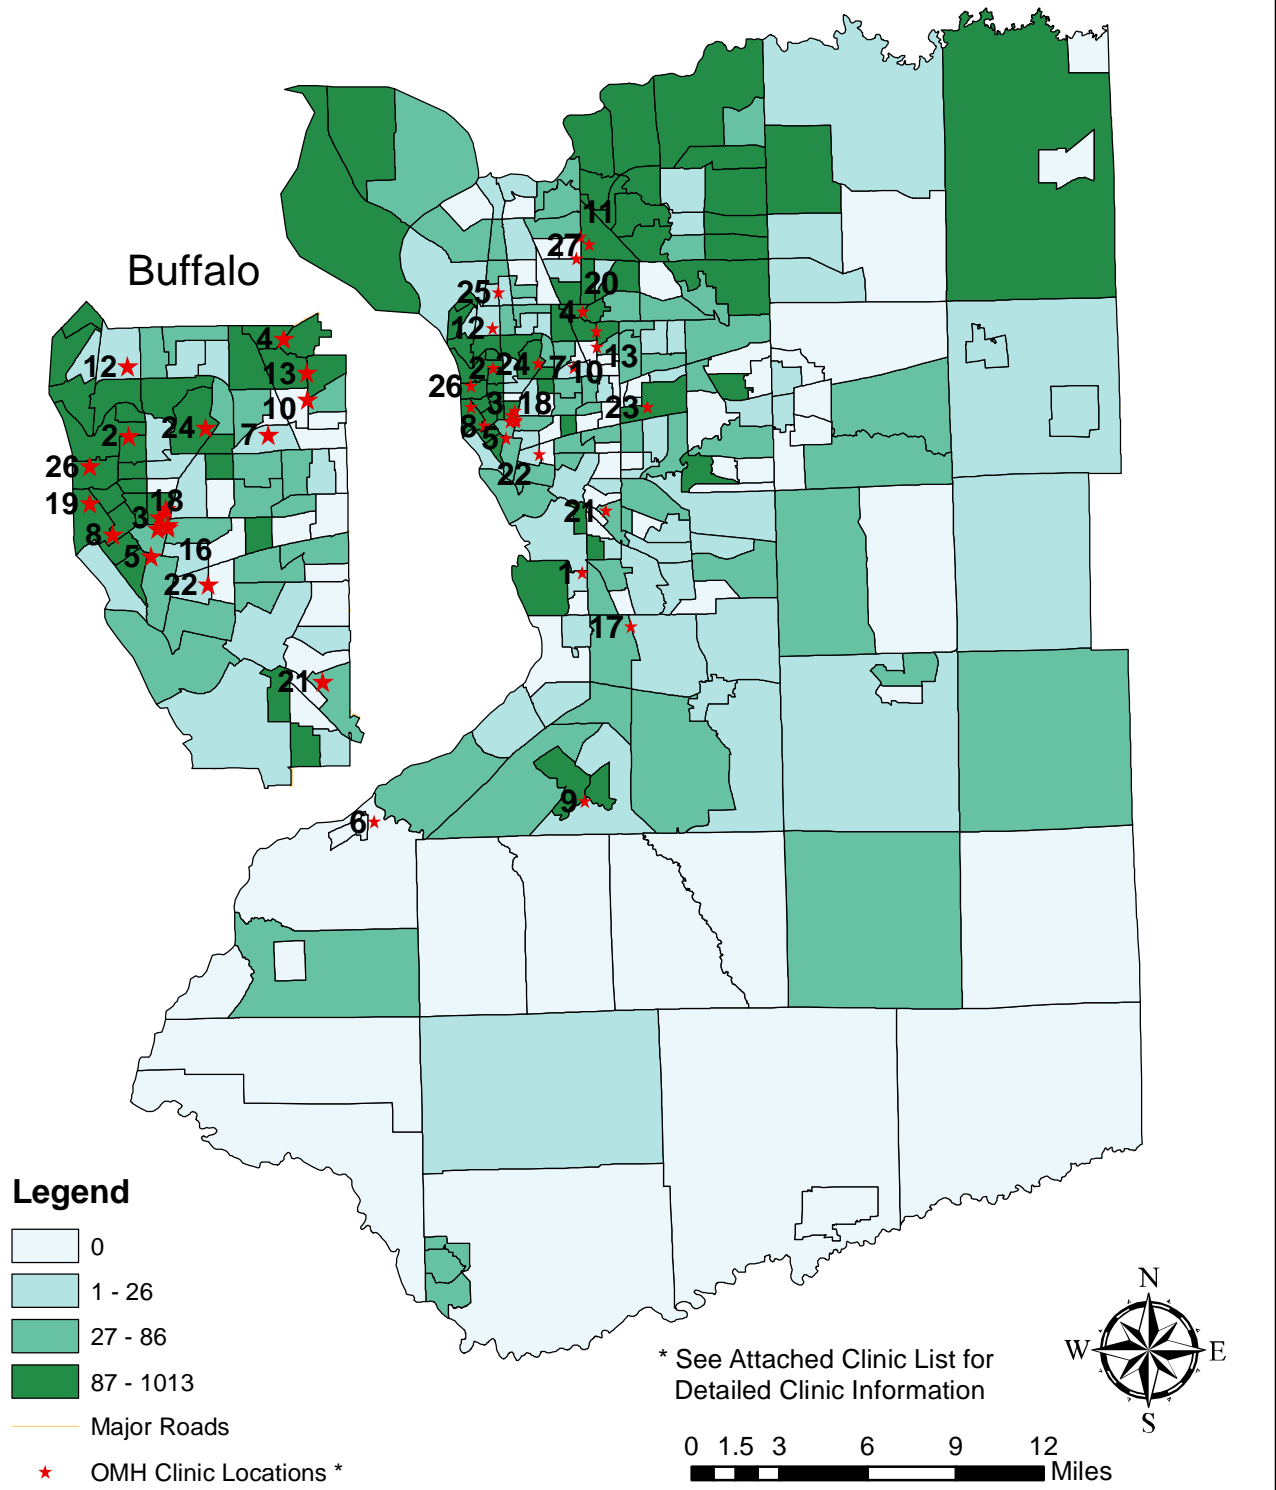 11
27
Buffalo
20
25
4
12
4
12
13
24
7
2
10
13
26
10
3
18
23
24
2
7
8
5
26
22
19
18
3
21
8
16
5
22
1
17
21
9
6
Legend
0
1 - 26
27 - 86
87 - 1013
Major Roads
OMH Clinic Locations *
* See Attached Clinic List for
Detailed Clinic Information
N
W
E
S
0 1.5 3 6 9 12
Miles